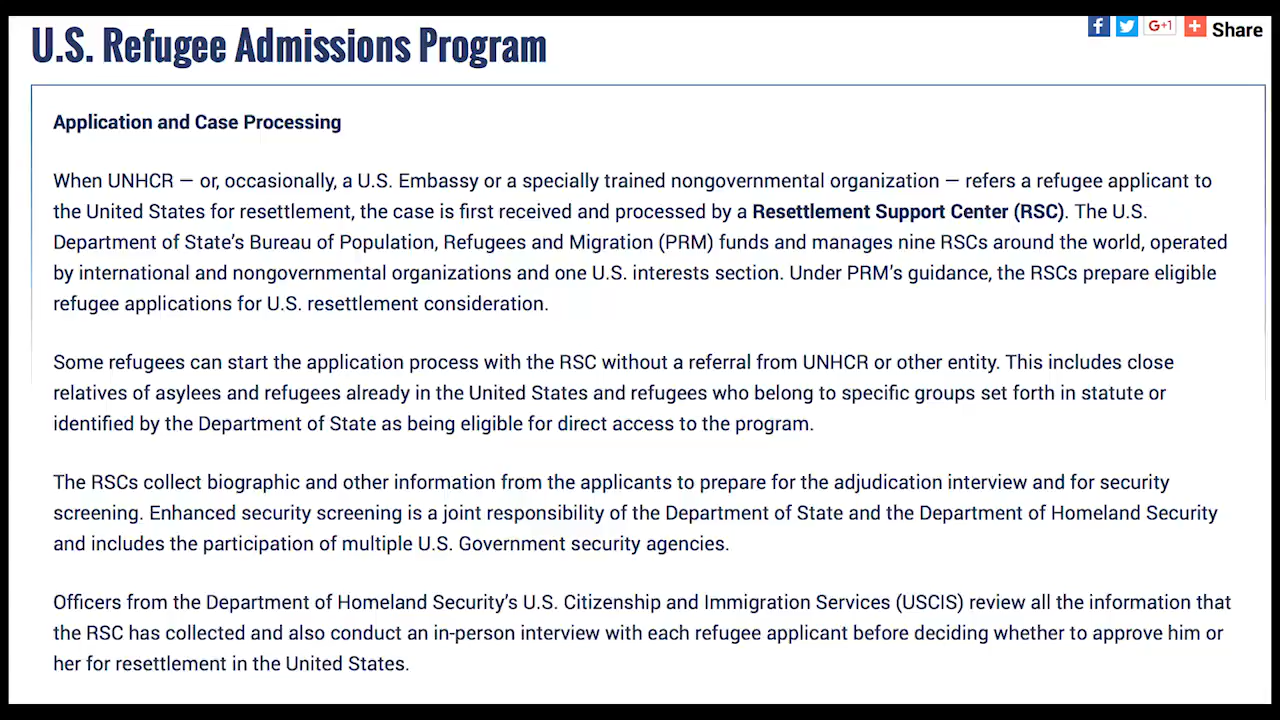 U.S. Refugee Admissions Program
f
G+1
+ Share
Application and Case Processing
When UNHCR — or, occasionally, a U.S. Embassy or a specially trained nongovernmental organization — refers a refugee applicant to
the United States for resettlement, the case is first received and processed by a Resettlement Support Center (RSC). The U.S.
Department of State’s Bureau of Population, Refugees and Migration (PRM) funds and manages nine RSCs around the world, operated
by international and nongovernmental organizations and one U.S. interests section. Under PRM’s guidance, the RSCs prepare eligible
refugee applications for U.S. resettlement consideration.
Some refugees can start the application process with the RSC without a referral from UNHCR or other entity. This includes close
relatives of asylees and refugees already in the United States and refugees who belong to specific groups set forth in statute or
identified by the Department of State as being eligible for direct access to the program.
The RSCs collect biographic and other information from the applicants to prepare for the adjudication interview and for security
screening. Enhanced security screening is a joint responsibility of the Department of State and the Department of Homeland Security
and includes the participation of multiple U.S. Government security agencies.
Officers from the Department of Homeland Security’s U.S. Citizenship and Immigration Services (USCIS) review all the information that
the RSC has collected and also conduct an in-person interview with each refugee applicant before deciding whether to approve him or
her for resettlement in the United States.